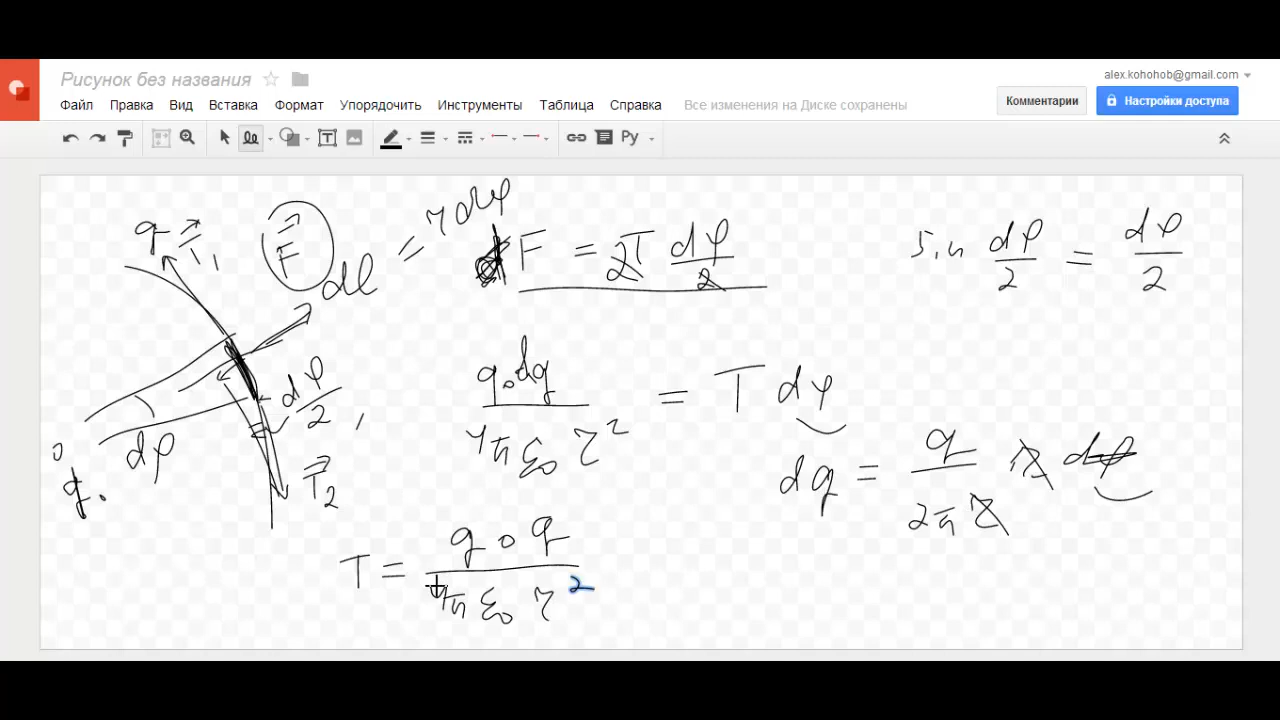 Рисунок без названия
alex.kohohob@gmail.com
Файл Правка Вид Вставка Формат Упорядочить Инструменты Таблица Справка Все изменения на Диске сохранены
Комментарии Настройки доступа
Py
q T₁ F dl = r dφ
F = 2T dφ/2
sin dφ/2 = dφ/2
dφ/2
dφ
T₂
q₀
q₀dq / 4πε₀r² = T dφ
dq = q / 2πr r dφ
T = q₀q / 4πε₀r²